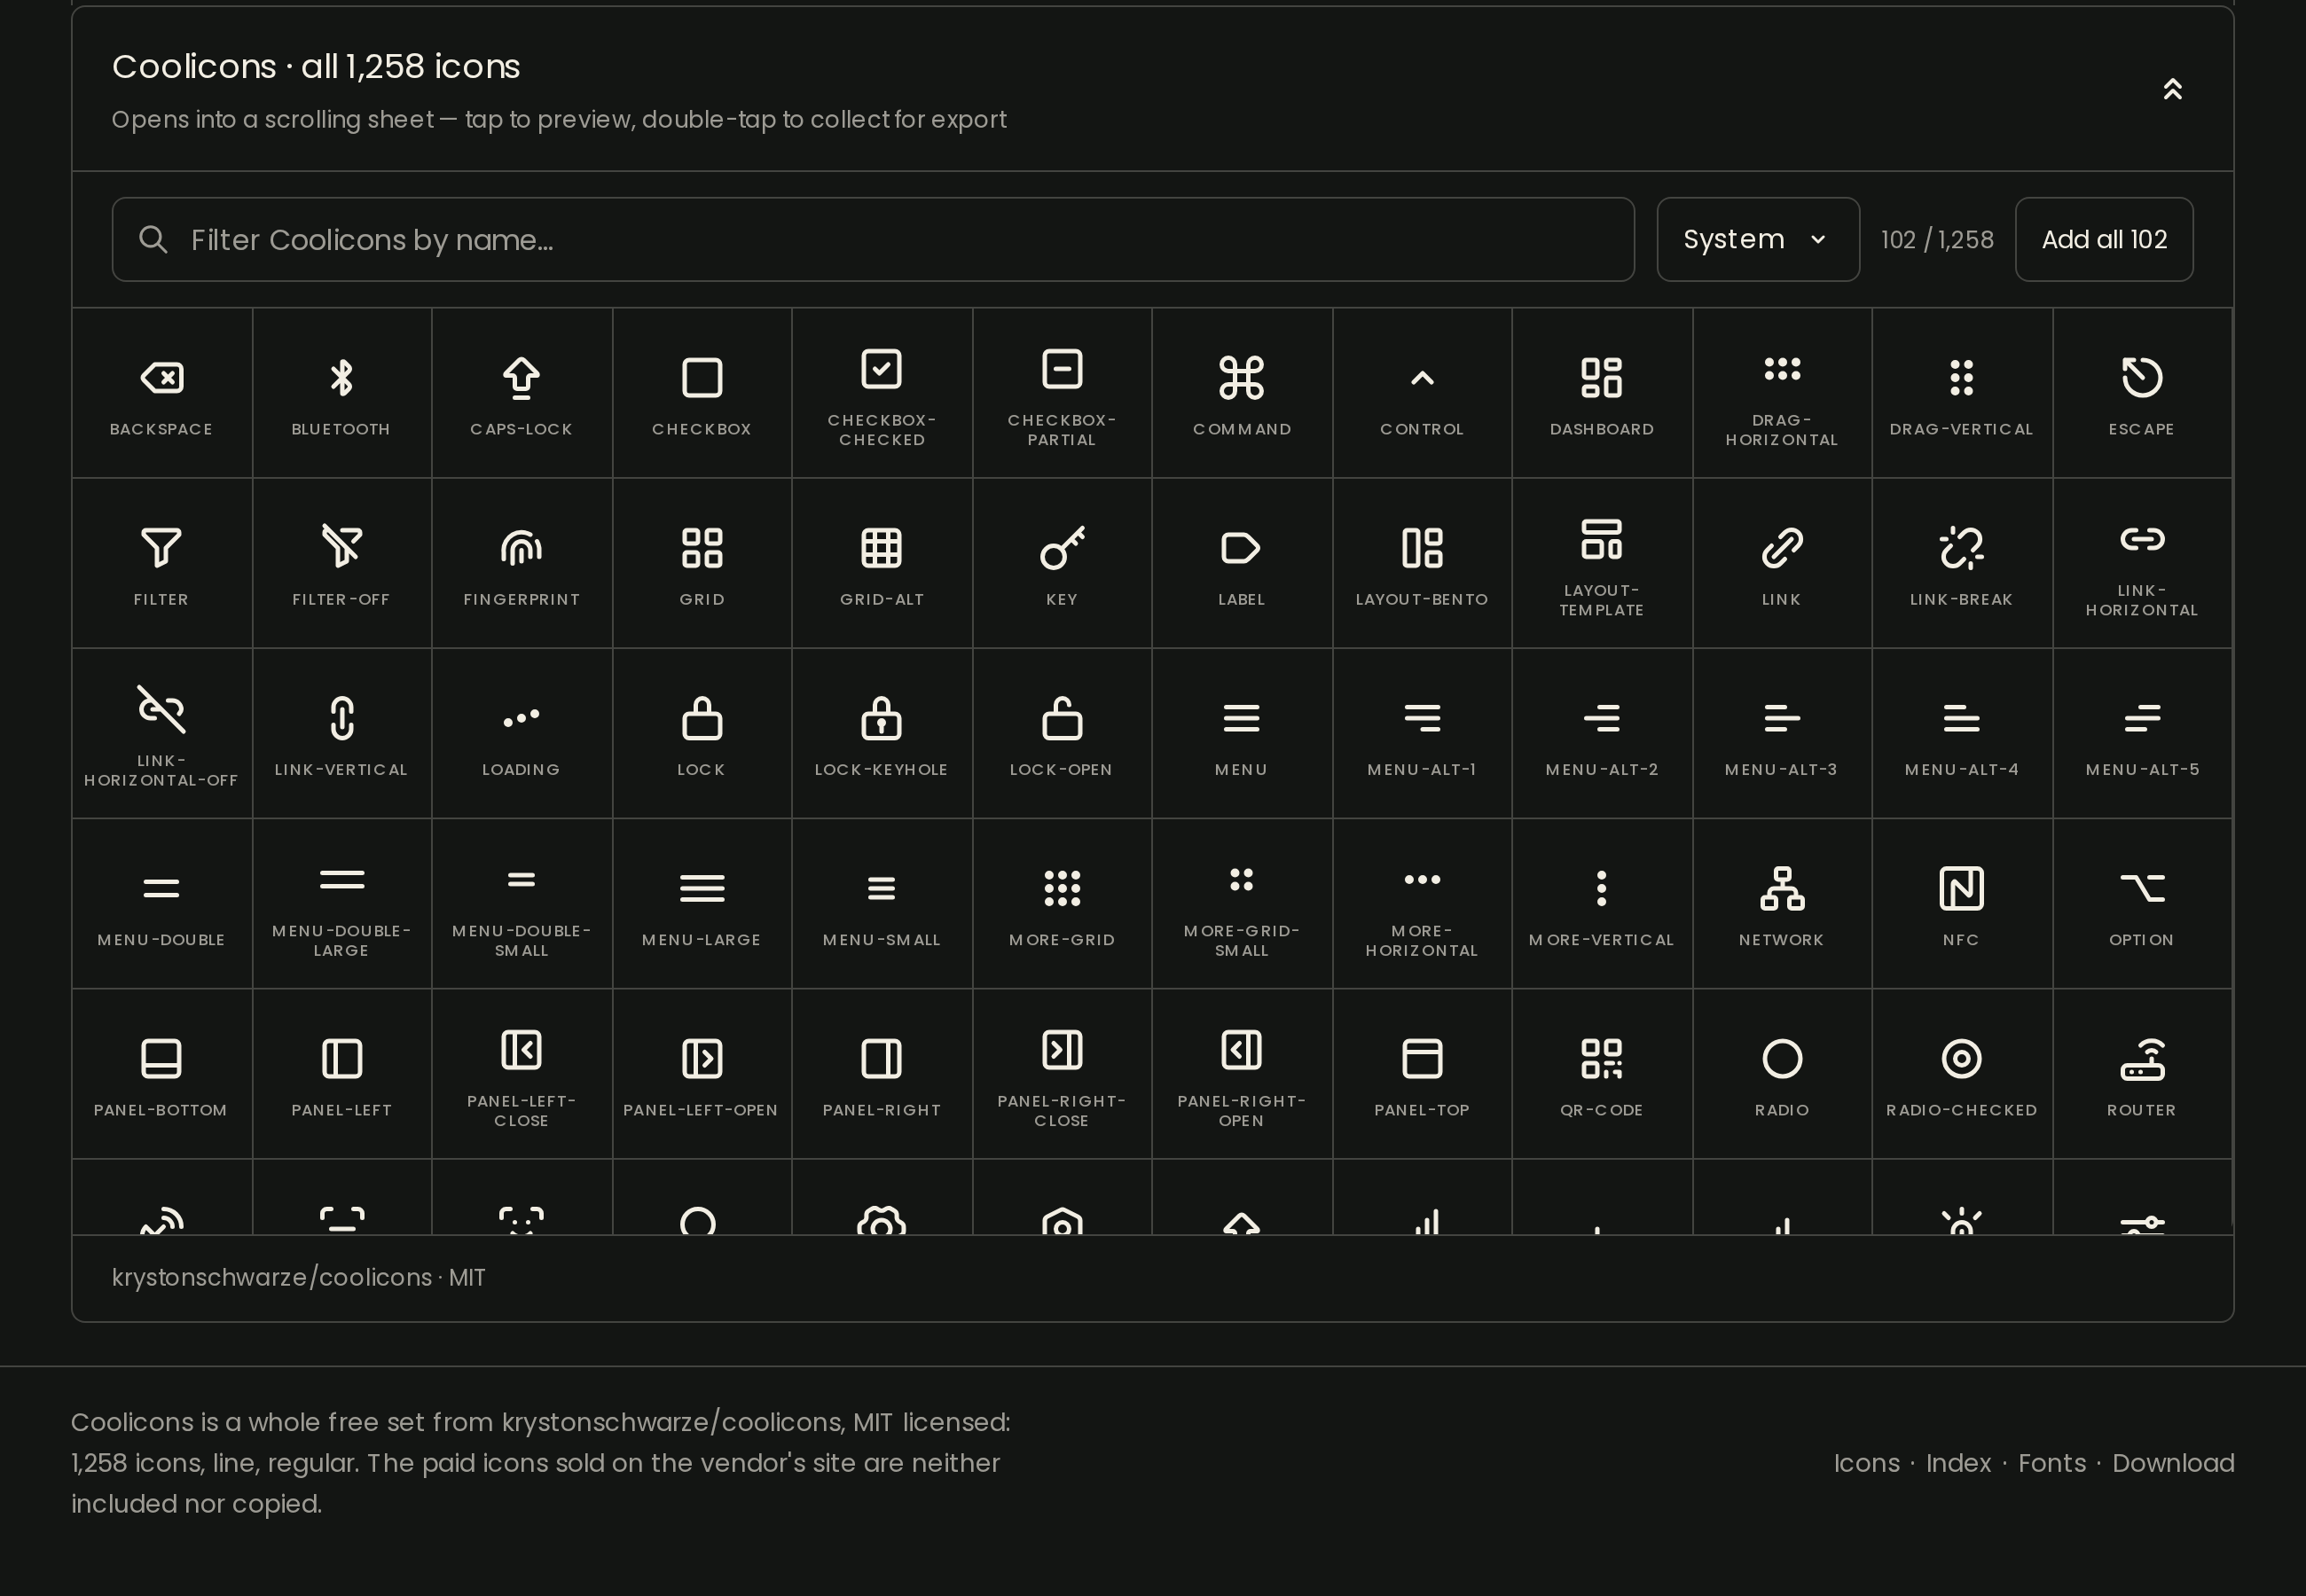 Coolicons · all 1,258 icons
Opens into a scrolling sheet — tap to preview, double-tap to collect for export
Filter Coolicons by name...
System
102 / 1,258
Add all 102
BACKSPACE
BLUETOOTH
CAPS-LOCK
CHECKBOX
CHECKBOX-
CHECKED
CHECKBOX-
PARTIAL
COMMAND
CONTROL
DASHBOARD
DRAG-
HORIZONTAL
DRAG-VERTICAL
ESCAPE
FILTER
FILTER-OFF
FINGERPRINT
GRID
GRID-ALT
KEY
LABEL
LAYOUT-BENTO
LAYOUT-
TEMPLATE
LINK
LINK-BREAK
LINK-
HORIZONTAL
LINK-
HORIZONTAL-OFF
LINK-VERTICAL
LOADING
LOCK
LOCK-KEYHOLE
LOCK-OPEN
MENU
MENU-ALT-1
MENU-ALT-2
MENU-ALT-3
MENU-ALT-4
MENU-ALT-5
MENU-DOUBLE
MENU-DOUBLE-
LARGE
MENU-DOUBLE-
SMALL
MENU-LARGE
MENU-SMALL
MORE-GRID
MORE-GRID-
SMALL
MORE-
HORIZONTAL
MORE-VERTICAL
NETWORK
NFC
OPTION
PANEL-BOTTOM
PANEL-LEFT
PANEL-LEFT-
CLOSE
PANEL-LEFT-OPEN
PANEL-RIGHT
PANEL-RIGHT-
CLOSE
PANEL-RIGHT-
OPEN
PANEL-TOP
QR-CODE
RADIO
RADIO-CHECKED
ROUTER
krystonschwarze/coolicons · MIT
Coolicons is a whole free set from krystonschwarze/coolicons, MIT licensed:
1,258 icons, line, regular. The paid icons sold on the vendor's site are neither
included nor copied.
Icons · Index · Fonts · Download